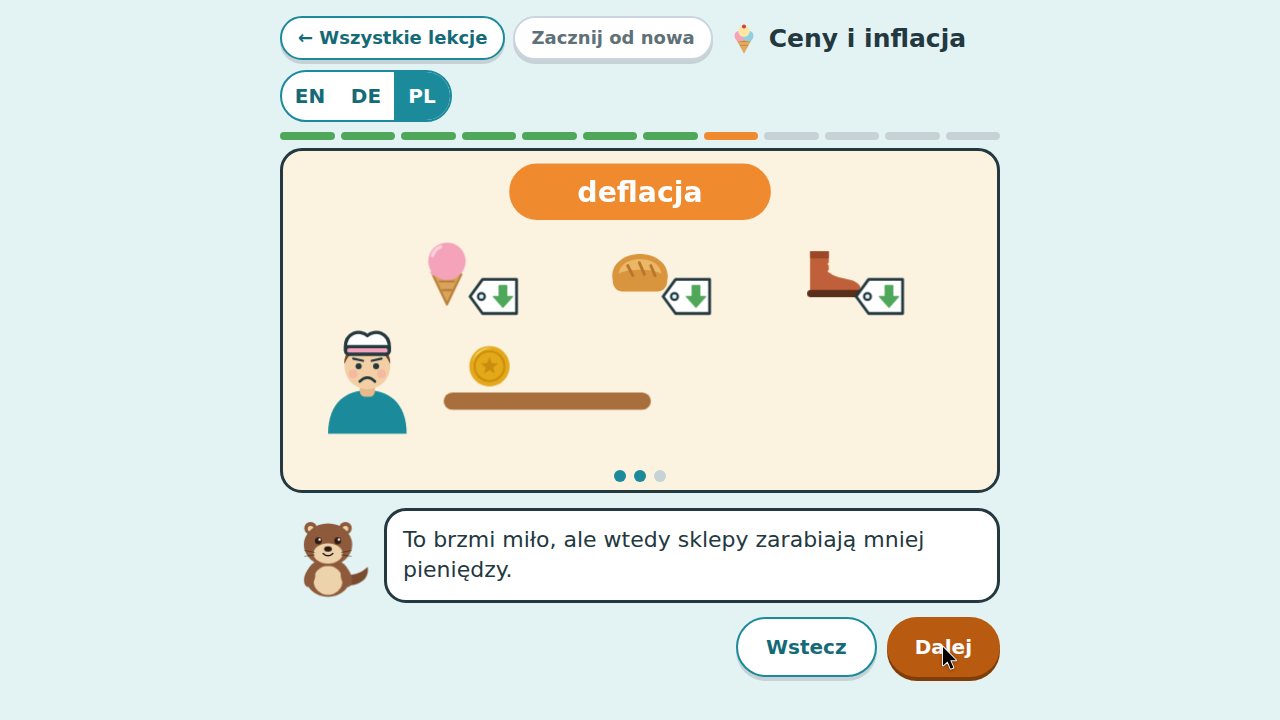 ← Wszystkie lekcje
Zacznij od nowa
Ceny i inflacja
EN DE PL
deflacja
To brzmi miło, ale wtedy sklepy zarabiają mniej
pieniędzy.
Wstecz
Dalej